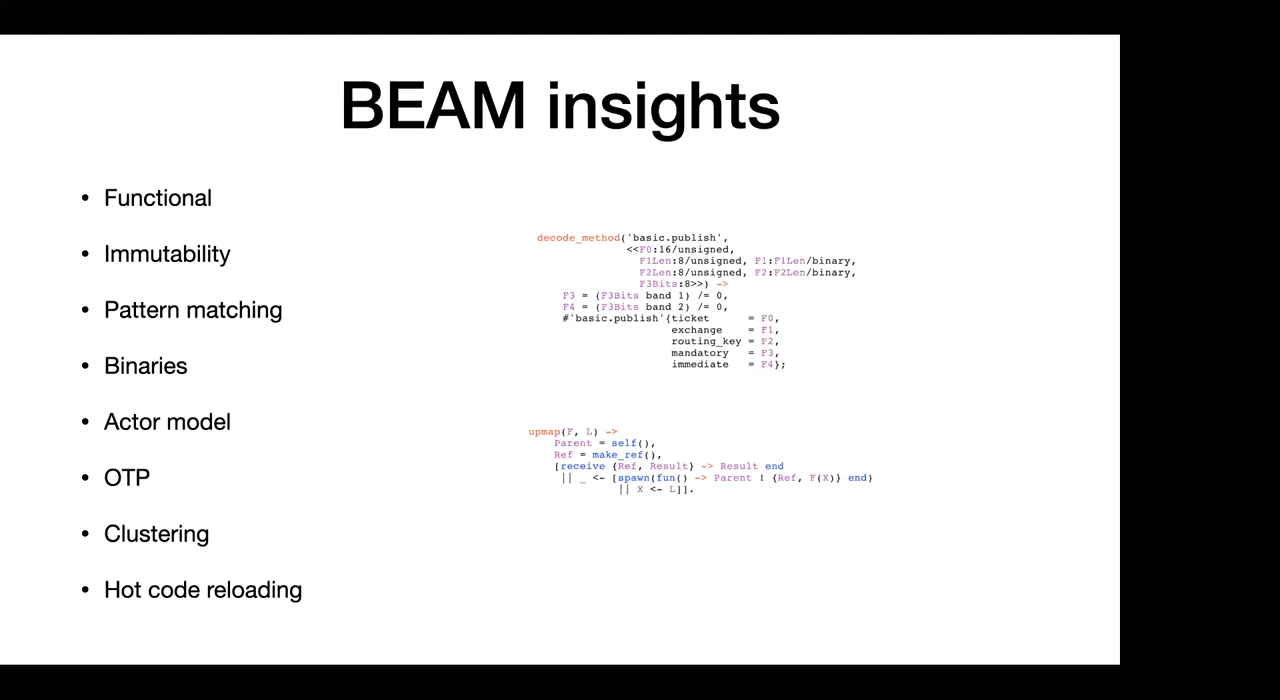 BEAM insights
• Functional
• Immutability
• Pattern matching
• Binaries
• Actor model
• OTP
• Clustering
• Hot code reloading
decode_method('basic.publish',
              <<F0:16/unsigned,
                F1Len:8/unsigned, F1:F1Len/binary,
                F2Len:8/unsigned, F2:F2Len/binary,
                F3Bits:8>>) ->
    F3 = (F3Bits band 1) /= 0,
    F4 = (F3Bits band 2) /= 0,
    #'basic.publish'{ticket      = F0,
                     exchange    = F1,
                     routing_key = F2,
                     mandatory   = F3,
                     immediate   = F4};
upmap(F, L) ->
    Parent = self(),
    Ref = make_ref(),
    [receive {Ref, Result} -> Result end
     || _ <- [spawn(fun() -> Parent ! {Ref, F(X)} end)
              || X <- L]].